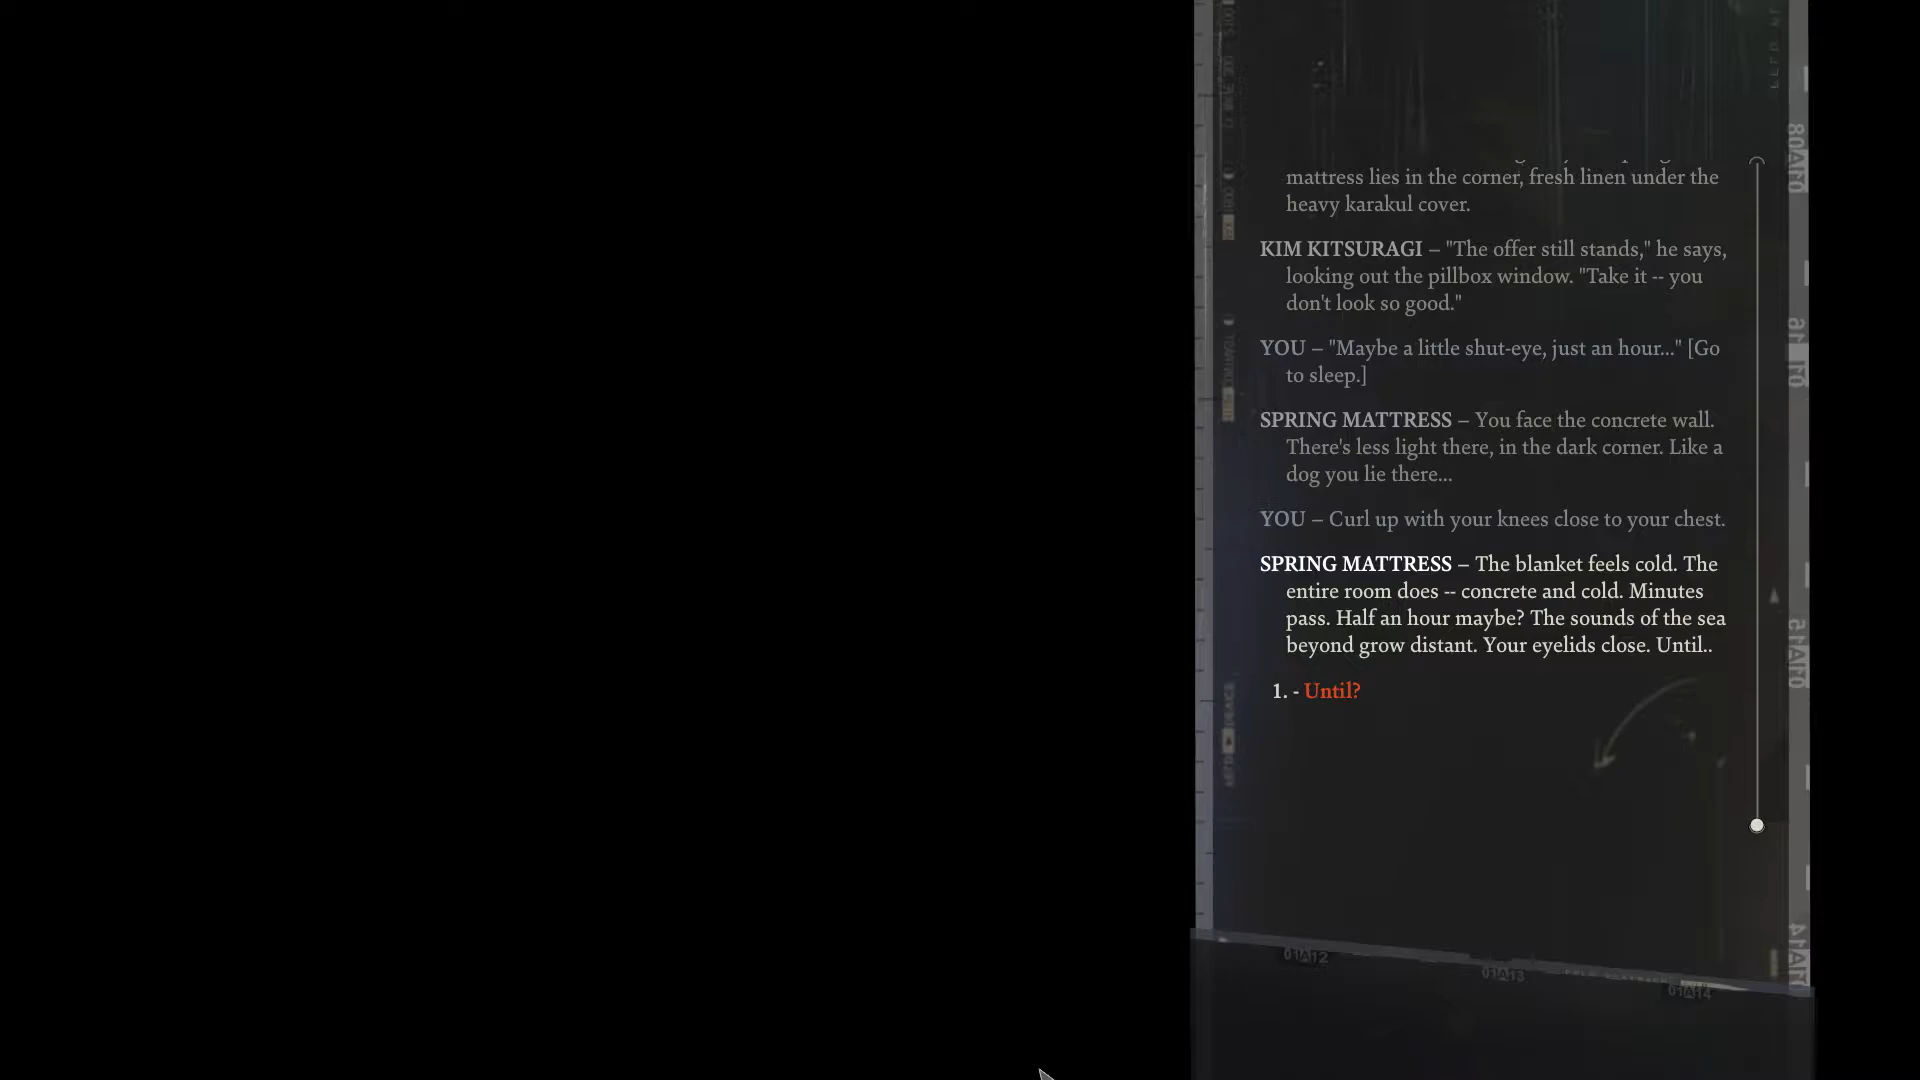 mattress lies in the corner, fresh linen under the
heavy karakul cover.
KIM KITSURAGI – "The offer still stands," he says,
looking out the pillbox window. "Take it -- you
don't look so good."
YOU – "Maybe a little shut-eye, just an hour..." [Go
to sleep.]
SPRING MATTRESS – You face the concrete wall.
There's less light there, in the dark corner. Like a
dog you lie there...
YOU – Curl up with your knees close to your chest.
SPRING MATTRESS – The blanket feels cold. The
entire room does -- concrete and cold. Minutes
pass. Half an hour maybe? The sounds of the sea
beyond grow distant. Your eyelids close. Until..
1. - Until?
01A12
01A13
01A14